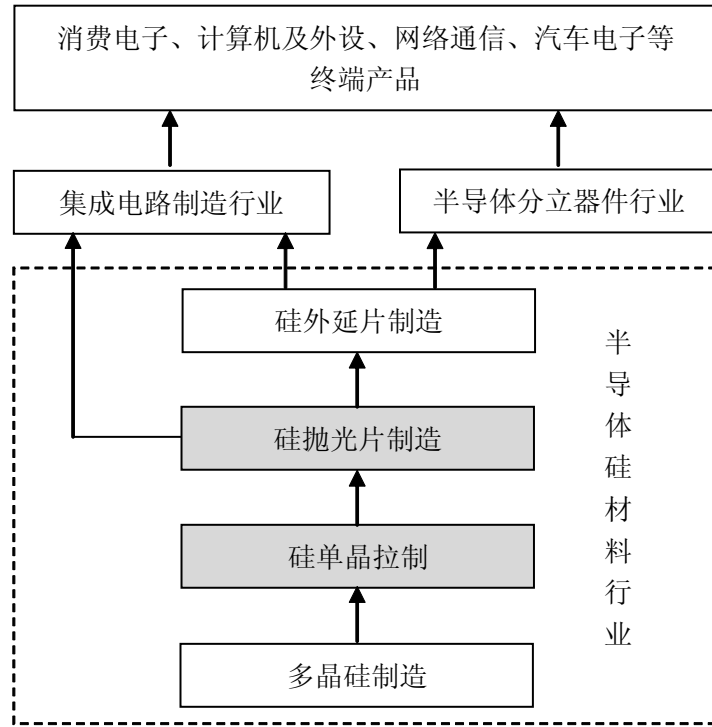 消费电子、计算机及外设、网络通信、汽车电子等
终端产品
集成电路制造行业
半导体分立器件行业
硅外延片制造
硅抛光片制造
硅单晶拉制
多晶硅制造
半导体硅材料行业